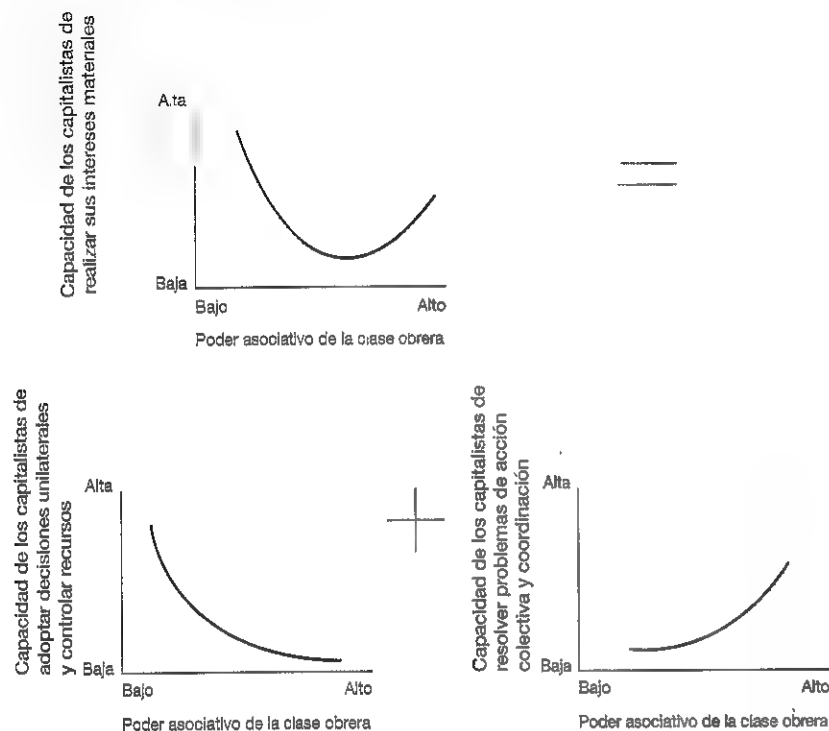 Capacidad de los capitalistas de
realizar sus intereses materiales
A.ta
Baja
Bajo
Alto
Poder asociativo de la clase obrera
=
Capacidad de los capitalistas de
adoptar decisiones unilaterales
y controlar recursos
Alta
Baja
Bajo
Alto
Poder asociativo de la clase obrera
+
Capacidad de los capitalistas de
resolver problemas de acción
colectiva y coordinación
Alta
Baja
Bajo
Alto
Poder asociativo de la clase obrera